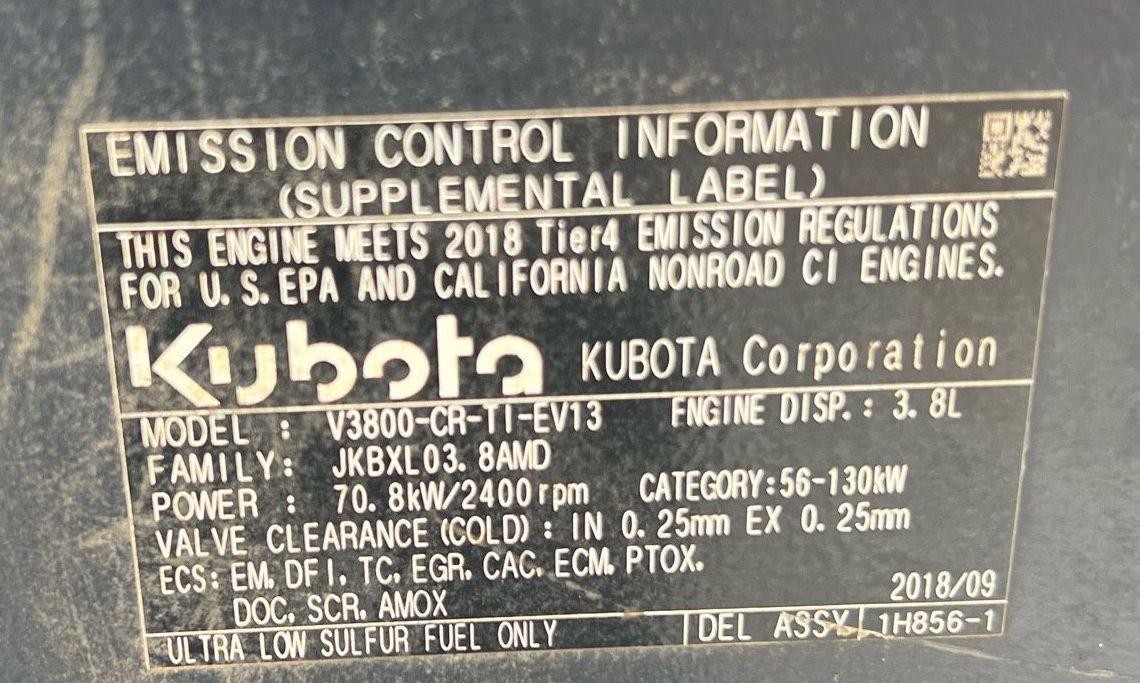 EMISSION CONTROL INFORMATION
(SUPPLEMENTAL LABEL)
THIS ENGINE MEETS 2018 Tier4 EMISSION REGULATIONS
FOR U.S.EPA AND CALIFORNIA NONROAD CI ENGINES.
Kubota KUBOTA Corporation
MODEL : V3800-CR-TI-EV13 ENGINE DISP.: 3.8L
FAMILY: JKBXL03.8AMD
POWER : 70.8kW/2400rpm CATEGORY:56-130kW
VALVE CLEARANCE(COLD): IN 0.25mm EX 0.25mm
ECS: EM, DFI, TC, EGR, CAC, ECM, PTOX,
DOC, SCR, AMOX 2018/09
ULTRA LOW SULFUR FUEL ONLY DEL ASSY 1H856-1